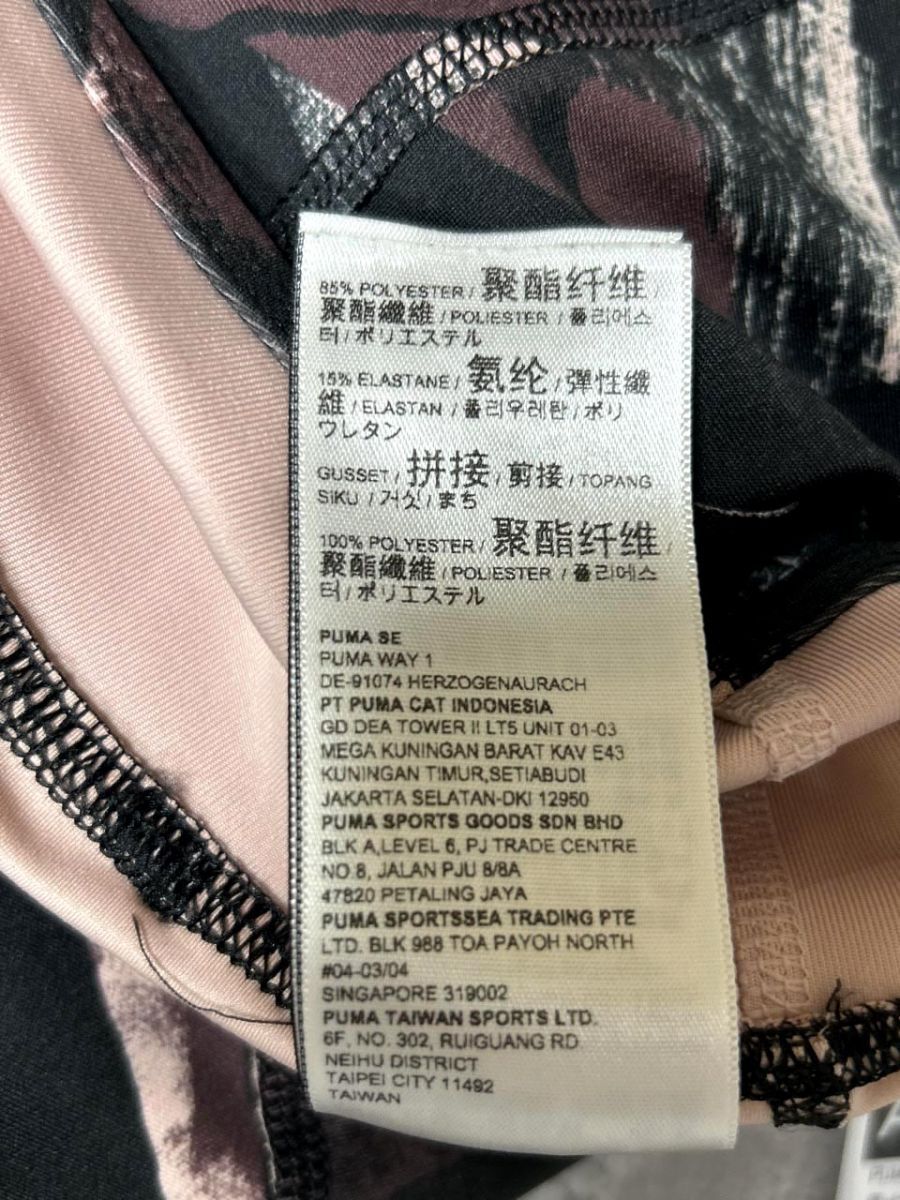 85% POLYESTER / 聚酯纤维 /
聚酯纖維 / POLIESTER / 폴리에스
터 / ポリエステル
15% ELASTANE / 氨纶 / 彈性纖
維 / ELASTAN / 폴리우레탄 / ポリ
ウレタン
GUSSET / 拼接 / 剪接 / TOPANG
SIKU / 거싯 / まち
100% POLYESTER / 聚酯纤维 /
聚酯纖維 / POLIESTER / 폴리에스
터 / ポリエステル
PUMA SE
PUMA WAY 1
DE-91074 HERZOGENAURACH
PT PUMA CAT INDONESIA
GD DEA TOWER II LT5 UNIT 01-03
MEGA KUNINGAN BARAT KAV E43
KUNINGAN TIMUR,SETIABUDI
JAKARTA SELATAN-DKI 12950
PUMA SPORTS GOODS SDN BHD
BLK A,LEVEL 6, PJ TRADE CENTRE
NO.8, JALAN PJU 8/8A
47820 PETALING JAYA
PUMA SPORTSSEA TRADING PTE
LTD. BLK 988 TOA PAYOH NORTH
#04-03/04
SINGAPORE 319002
PUMA TAIWAN SPORTS LTD.
6F, NO. 302, RUIGUANG RD
NEIHU DISTRICT
TAIPEI CITY 11492
TAIWAN